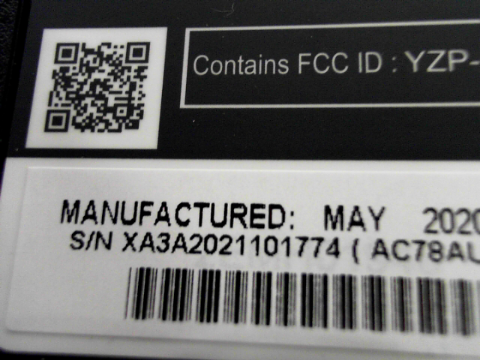 Contains FCC ID : YZP-
MANUFACTURED: MAY 2020
S/N XA3A2021101774 ( AC78AU